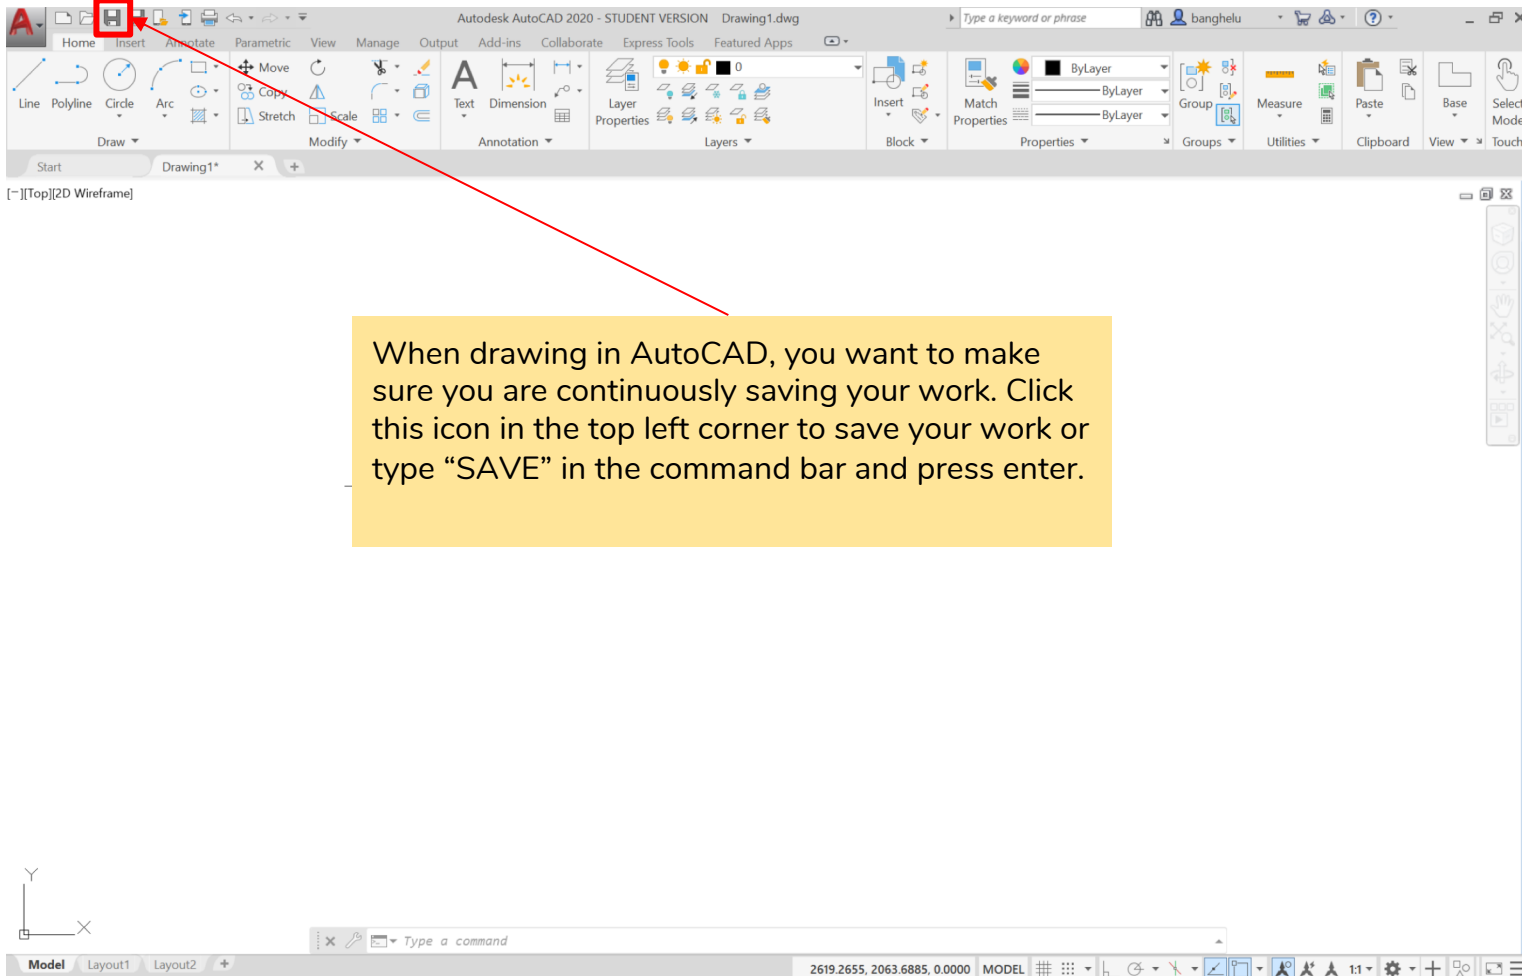 Autodesk AutoCAD 2020 - STUDENT VERSION Drawing1.dwg
Type a keyword or phrase
banghelu
Home Insert Annotate Parametric View Manage Output Add-ins Collaborate Express Tools Featured Apps
Line Polyline Circle Arc
Move
Copy
Stretch Scale
Text Dimension
Layer
Properties
0
Insert
Match
Properties
ByLayer
ByLayer
ByLayer
Group
Measure
Paste
Base
Select
Mode
Draw Modify Annotation Layers Block Properties Groups Utilities Clipboard View Touch
Start Drawing1* +
[−][Top][2D Wireframe]
When drawing in AutoCAD, you want to make
sure you are continuously saving your work. Click
this icon in the top left corner to save your work or
type “SAVE” in the command bar and press enter.
Y
X
Type a command
Model Layout1 Layout2 +
2619.2655, 2063.6885, 0.0000 MODEL 1:1